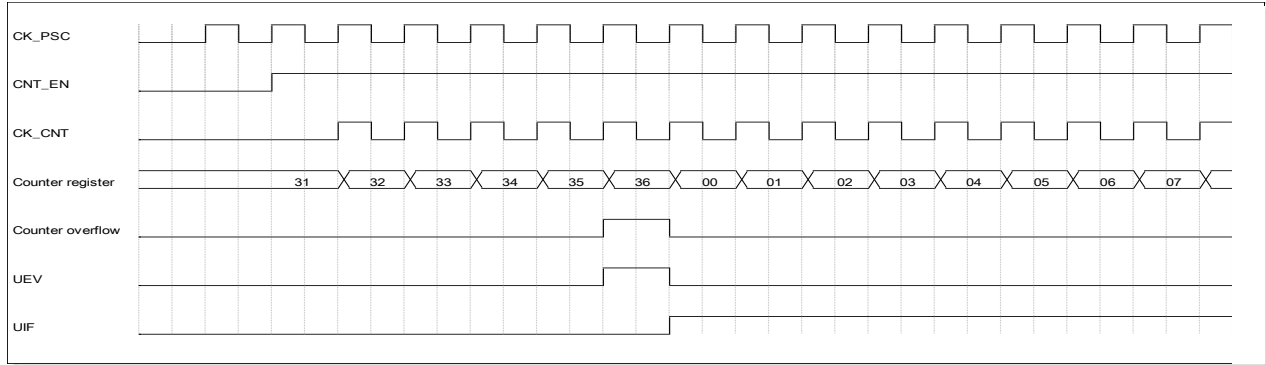 CK_PSC
CNT_EN
CK_CNT
Counter register 31 32 33 34 35 36 00 01 02 03 04 05 06 07
Counter overflow
UEV
UIF